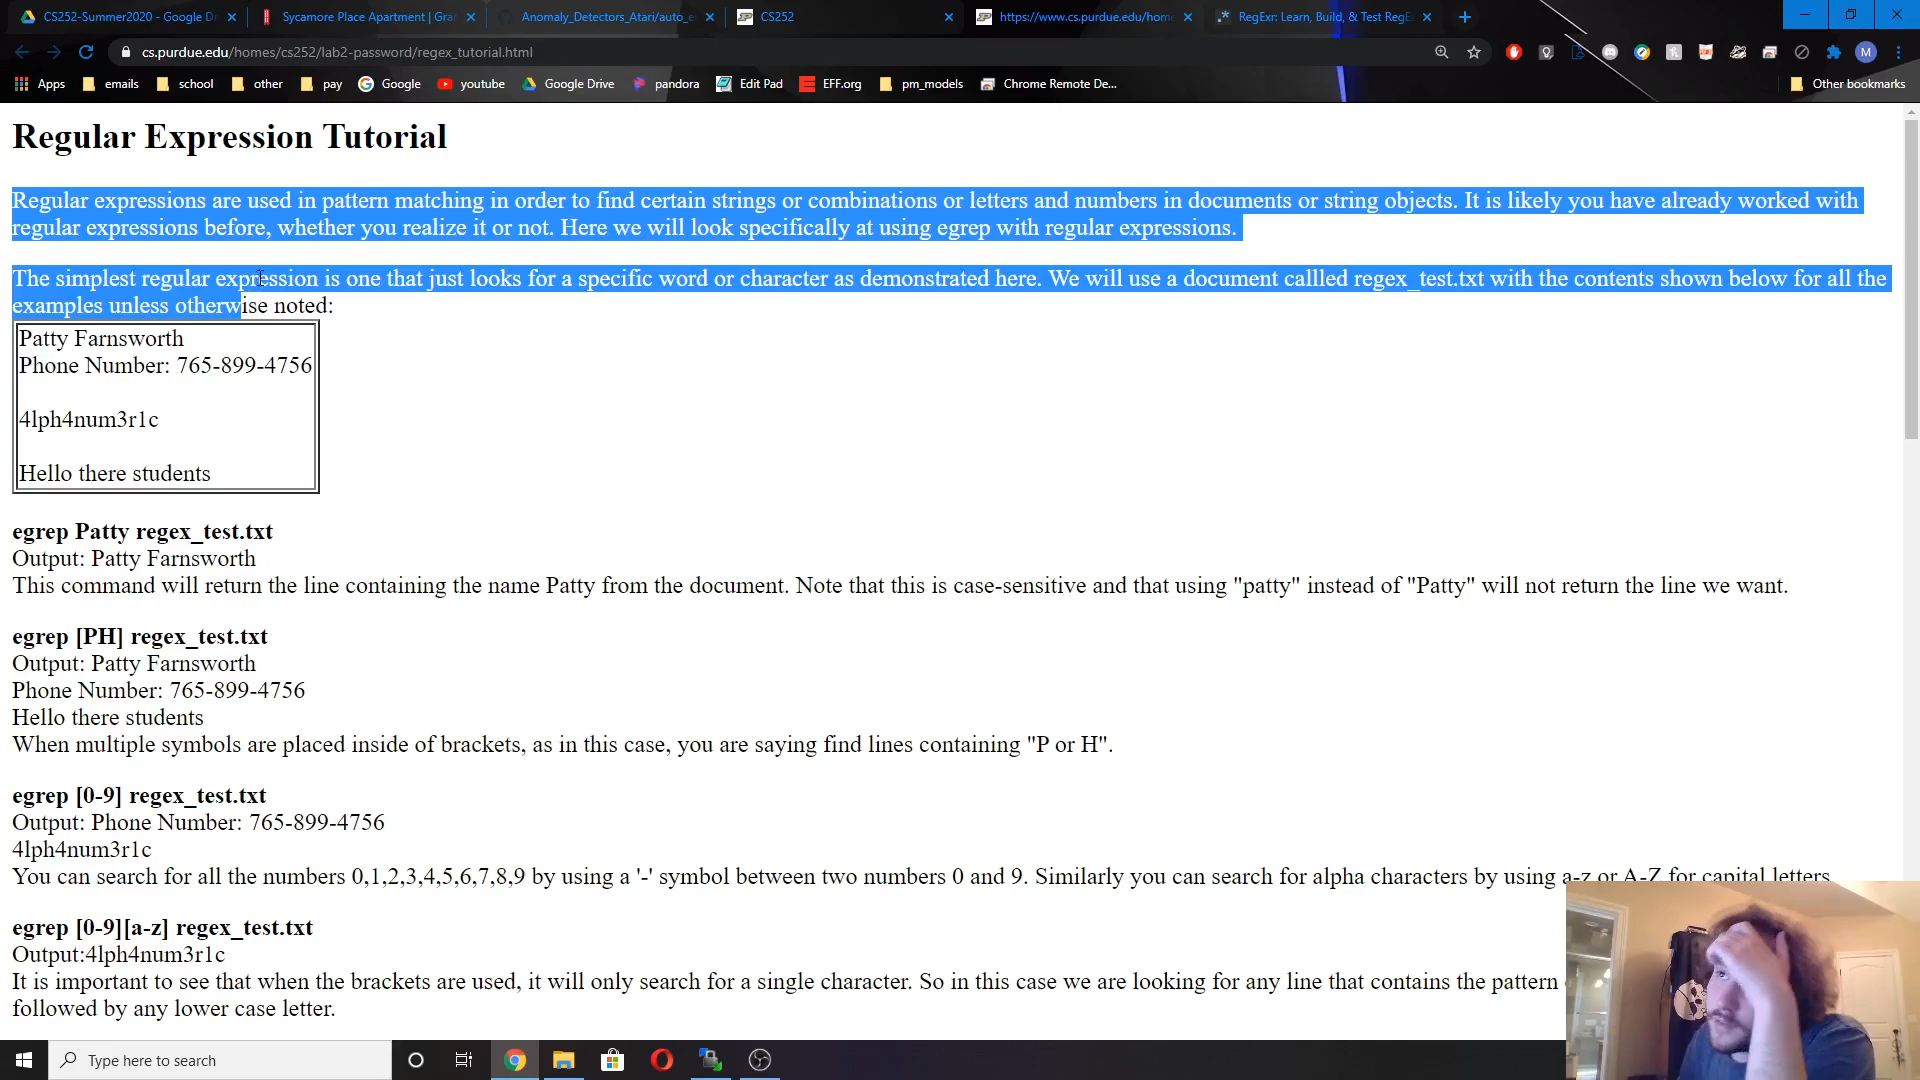 CS252-Summer2020 - Google D
Sycamore Place Apartment | Gra
Anomaly_Detectors_Atari/auto_e
CS252
https://www.cs.purdue.edu/hom
RegExr: Learn, Build, & Test RegE
cs.purdue.edu/homes/cs252/lab2-password/regex_tutorial.html
M
Apps emails school other pay Google youtube Google Drive pandora Edit Pad EFF.org pm_models Chrome Remote De... Other bookmarks
Regular Expression Tutorial
Regular expressions are used in pattern matching in order to find certain strings or combinations or letters and numbers in documents or string objects. It is likely you have already worked with
regular expressions before, whether you realize it or not. Here we will look specifically at using egrep with regular expressions.
The simplest regular expression is one that just looks for a specific word or character as demonstrated here. We will use a document callled regex_test.txt with the contents shown below for all the
examples unless otherwise noted:
Patty Farnsworth
Phone Number: 765-899-4756
4lph4num3r1c
Hello there students
egrep Patty regex_test.txt
Output: Patty Farnsworth
This command will return the line containing the name Patty from the document. Note that this is case-sensitive and that using "patty" instead of "Patty" will not return the line we want.
egrep [PH] regex_test.txt
Output: Patty Farnsworth
Phone Number: 765-899-4756
Hello there students
When multiple symbols are placed inside of brackets, as in this case, you are saying find lines containing "P or H".
egrep [0-9] regex_test.txt
Output: Phone Number: 765-899-4756
4lph4num3r1c
You can search for all the numbers 0,1,2,3,4,5,6,7,8,9 by using a '-' symbol between two numbers 0 and 9. Similarly you can search for alpha characters by using a-z or A-Z for capital letters.
egrep [0-9][a-z] regex_test.txt
Output:4lph4num3r1c
It is important to see that when the brackets are used, it will only search for a single character. So in this case we are looking for any line that contains the pattern
followed by any lower case letter.
Type here to search